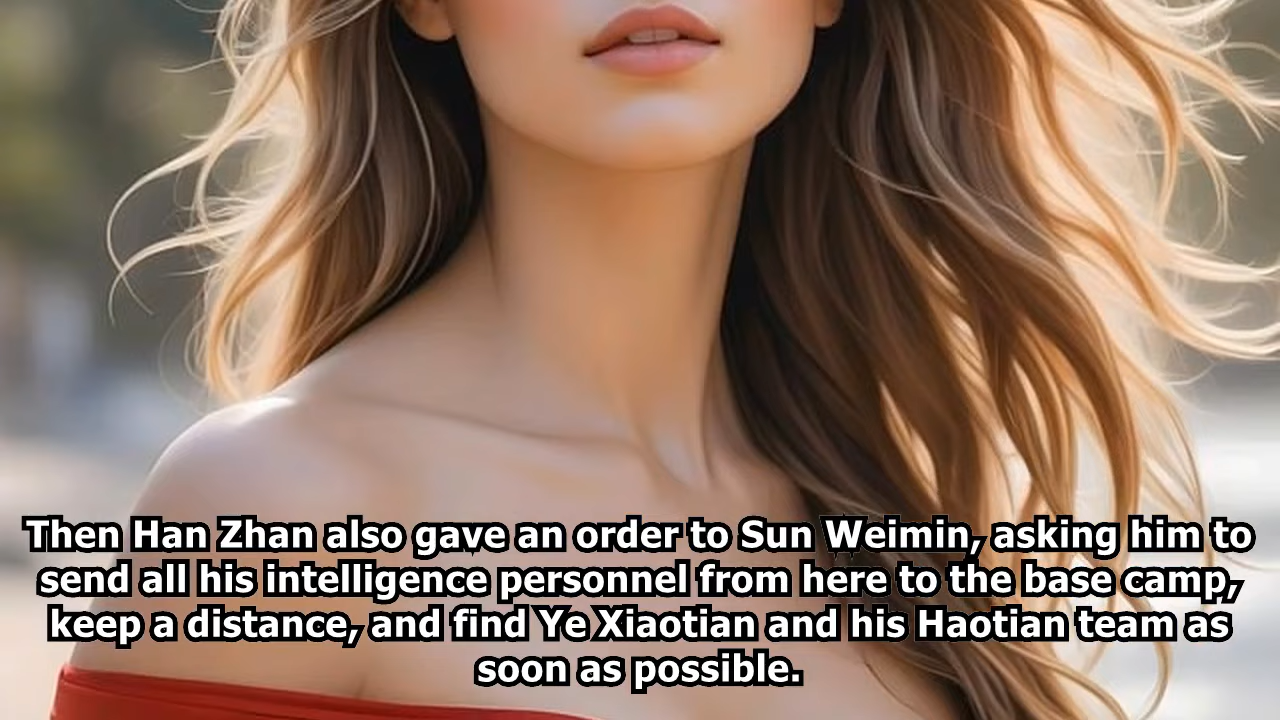 Then Han Zhan also gave an order to Sun Weimin, asking him to
send all his intelligence personnel from here to the base camp,
keep a distance, and find Ye Xiaotian and his Haotian team as
soon as possible.